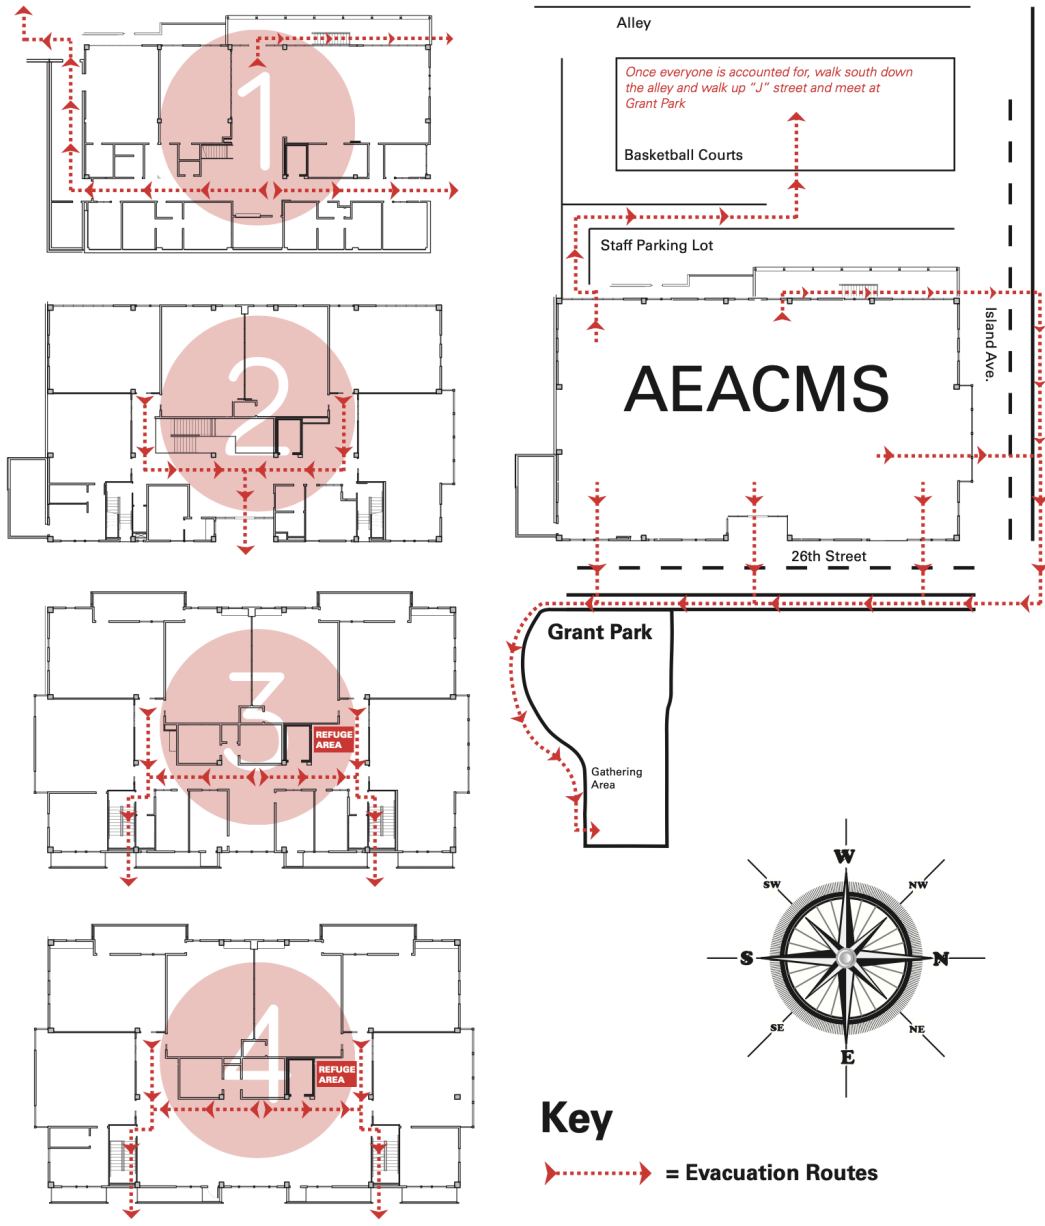 1
2
3
REFUGE
AREA
4
REFUGE
AREA
Alley
Once everyone is accounted for, walk south down
the alley and walk up “J” street and meet at
Grant Park
Basketball Courts
Staff Parking Lot
AEACMS
Island Ave.
26th Street
Grant Park
Gathering
Area
W
SW
NW
S
N
SE
NE
E
Key
= Evacuation Routes